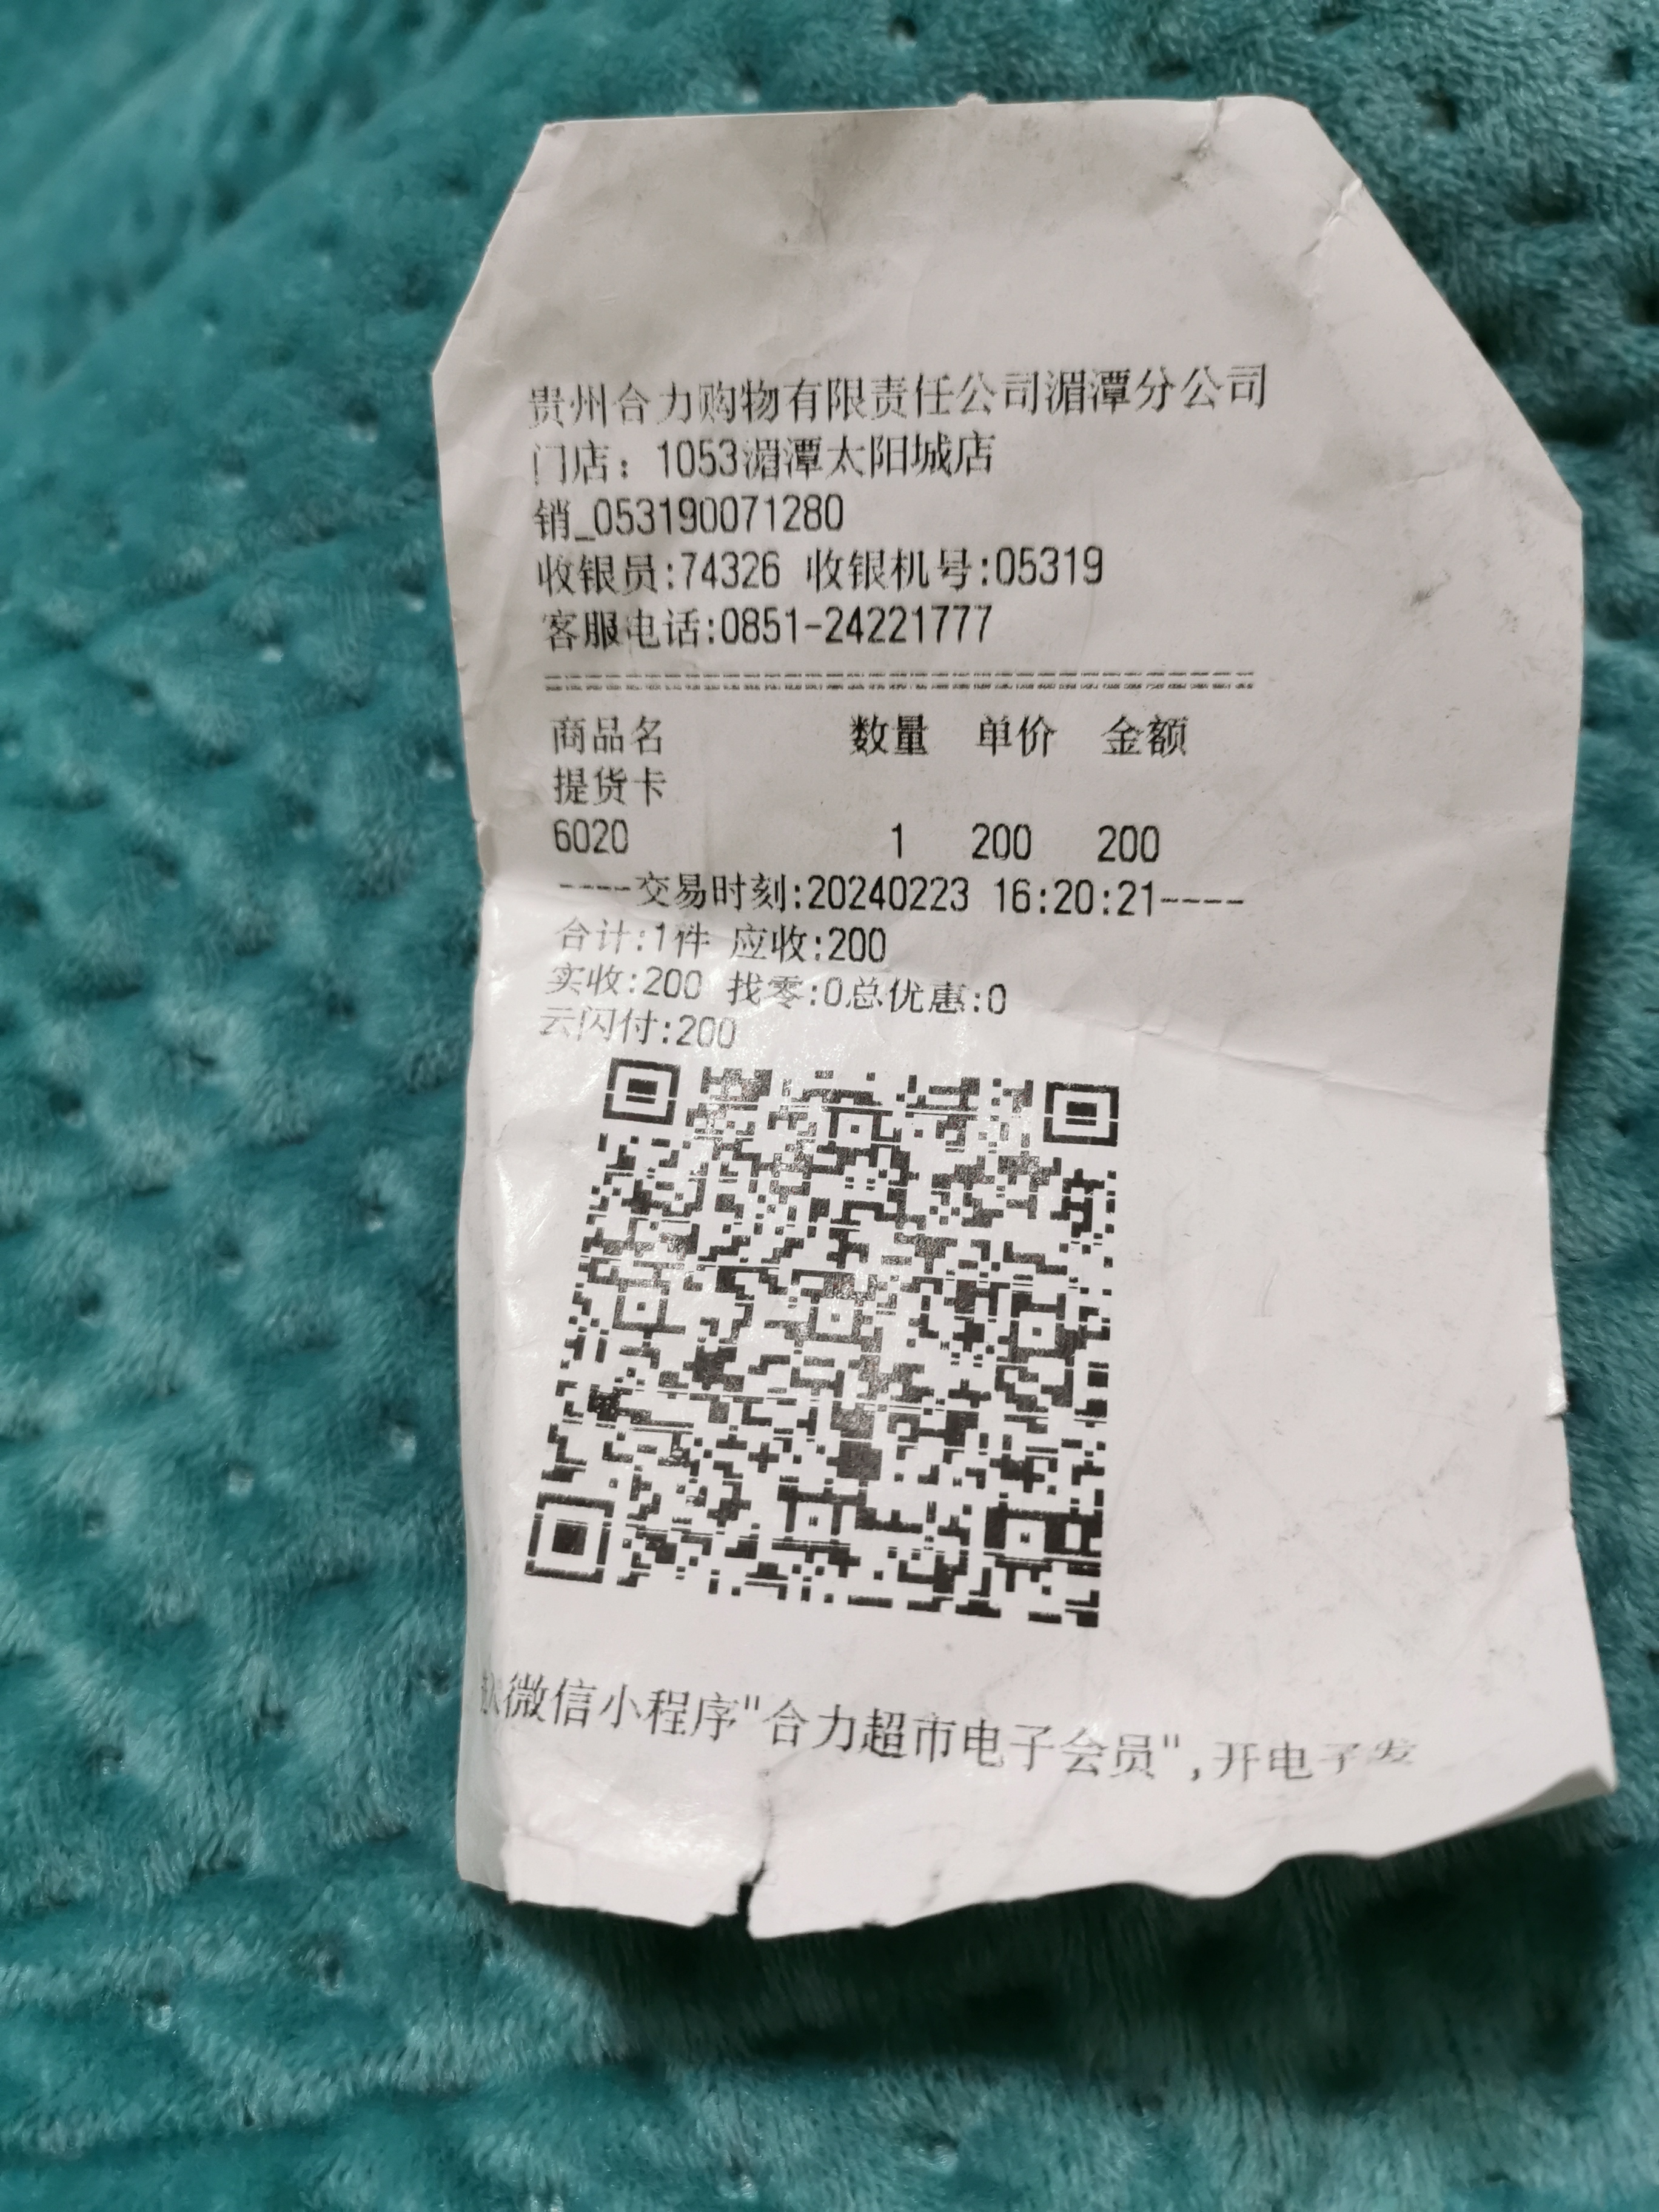 贵州合力购物有限责任公司湄潭分公司
门店：1053湄潭太阳城店
销_053190071280
收银员:74326 收银机号:05319
客服电话:0851-24221777
商品名 数量 单价 金额
提货卡
6020 1 200 200
----交易时刻:20240223 16:20:21----
合计:1件 应收:200
实收:200 找零:0总优惠:0
云闪付:200
微信小程序"合力超市电子会员",开电子发